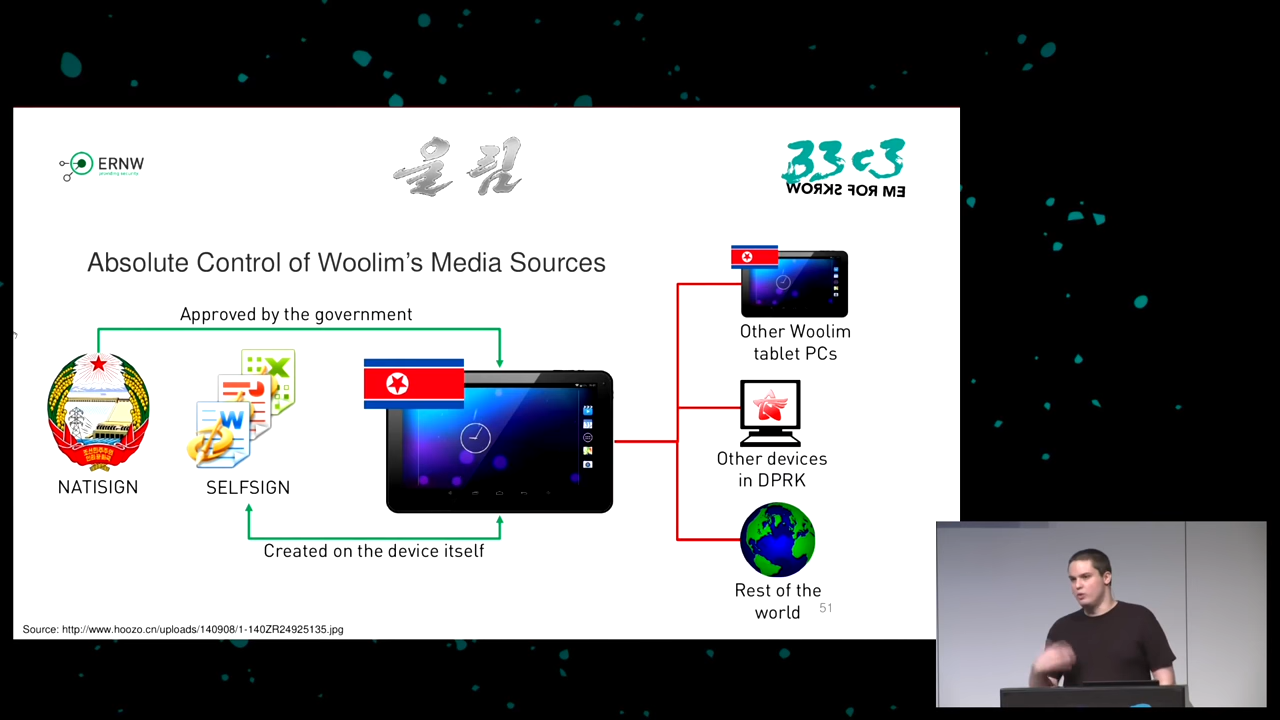 ERNW
providing security.
울림
33c3
WORKS FOR ME
Absolute Control of Woolim's Media Sources
Approved by the government
NATISIGN
SELFSIGN
Created on the device itself
Other Woolim
tablet PCs
Other devices
in DPRK
Rest of the
world
51
Source: http://www.hoozo.cn/uploads/140908/1-140ZR24925135.jpg